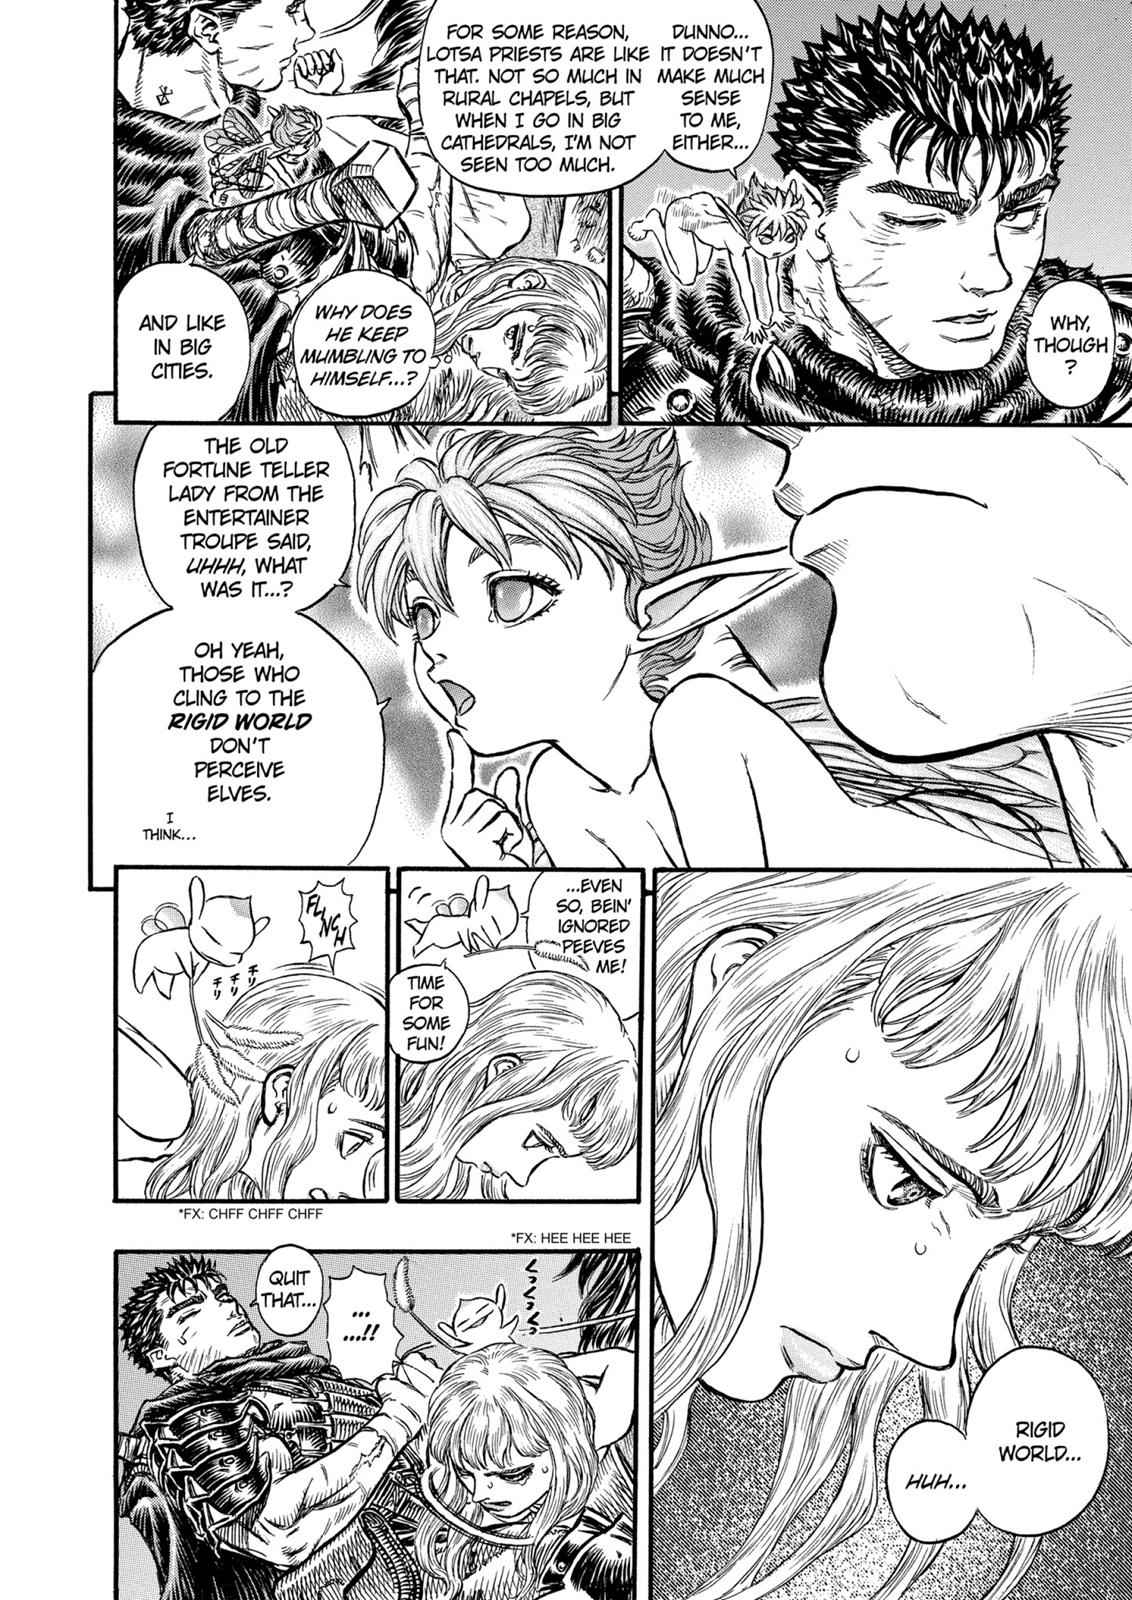 WHY,
THOUGH
?
DUNNO...
IT DOESN'T
MAKE MUCH
SENSE
TO ME,
EITHER...
FOR SOME REASON,
LOTSA PRIESTS ARE LIKE
THAT. NOT SO MUCH IN
RURAL CHAPELS, BUT
WHEN I GO IN BIG
CATHEDRALS, I'M NOT
SEEN TOO MUCH.
WHY DOES
HE KEEP
MUMBLING TO
HIMSELF...?
AND LIKE
IN BIG
CITIES.
THE OLD
FORTUNE TELLER
LADY FROM THE
ENTERTAINER
TROUPE SAID,
UHHH, WHAT
WAS IT...?
OH YEAH,
THOSE WHO
CLING TO THE
RIGID WORLD
DON'T
PERCEIVE
ELVES.
I
THINK...
RIGID
WORLD...
HUH...
...EVEN
SO, BEIN'
IGNORED
PEEVES
ME!
TIME
FOR
SOME
FUN!
FLINCH
チリ
チリ
チリ
*FX: CHFF CHFF CHFF
*FX: HEE HEE HEE
くっくっくっ
...
...!!
QUIT
THAT...